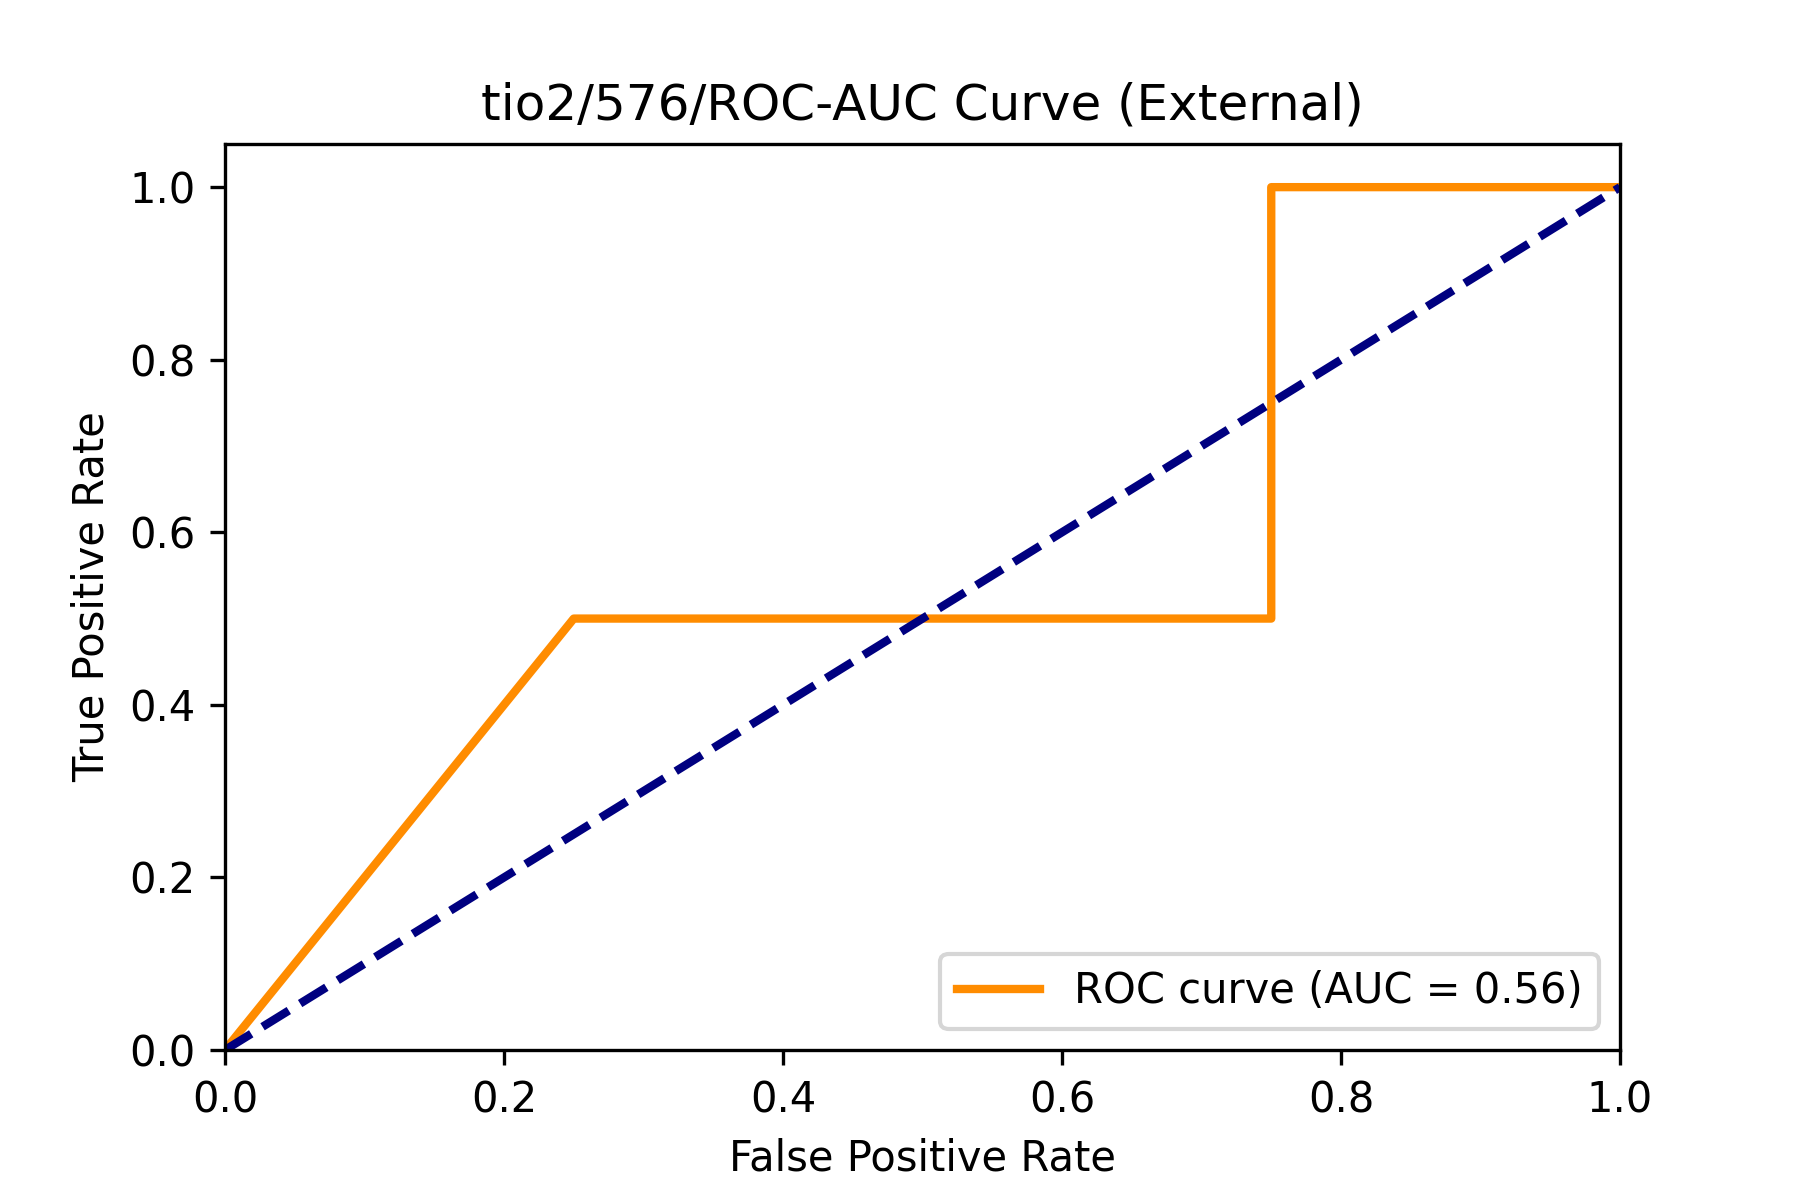 tio2/576/ROC-AUC Curve (External)
1.0
0.8
0.6
0.4
0.2
0.0
True Positive Rate
ROC curve (AUC = 0.56)
0.0 0.2 0.4 0.6 0.8 1.0
False Positive Rate